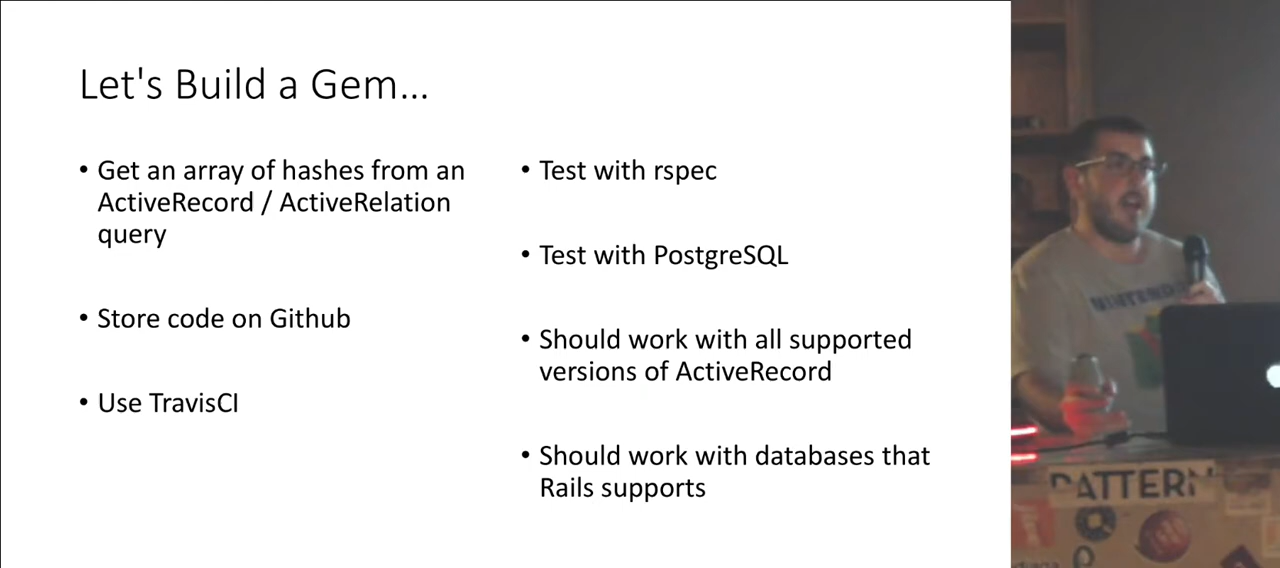 Let's Build a Gem...
• Get an array of hashes from an
ActiveRecord / ActiveRelation
query
• Store code on Github
• Use TravisCI
• Test with rspec
• Test with PostgreSQL
• Should work with all supported
versions of ActiveRecord
• Should work with databases that
Rails supports
PATTERN